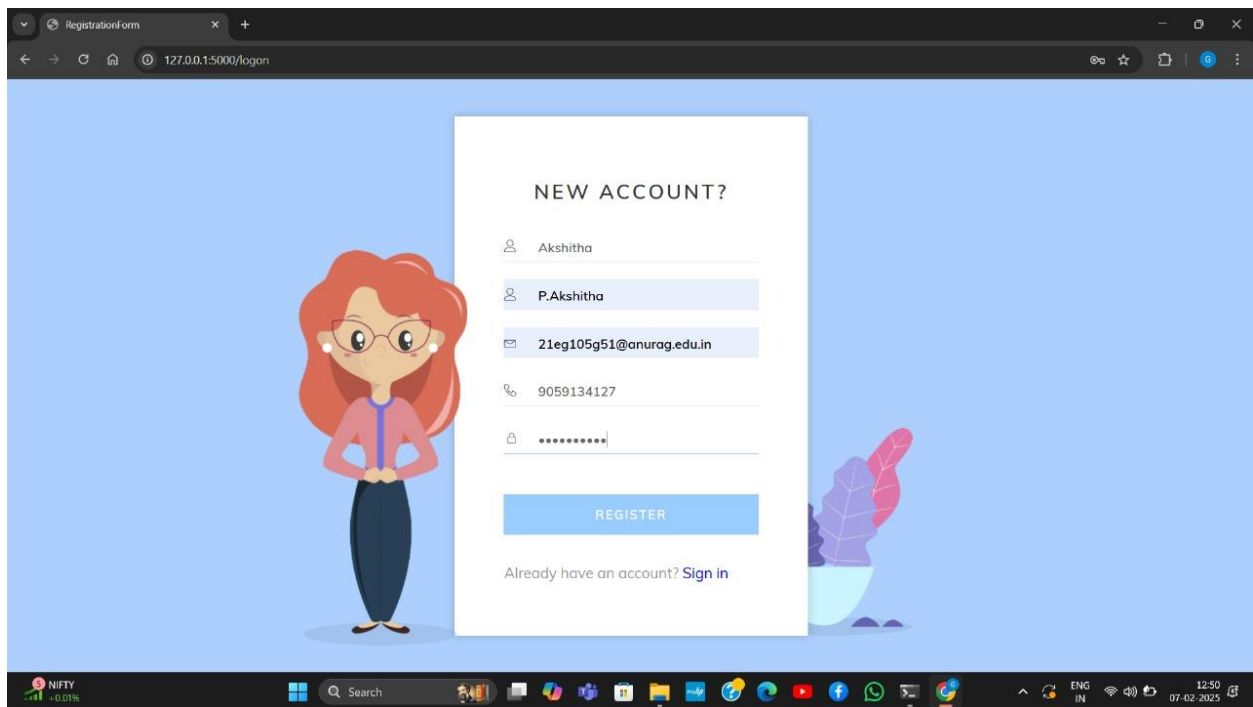 RegistrationForm
127.0.0.1:5000/logon
G
NEW ACCOUNT?
Akshitha
P.Akshitha
21eg105g51@anurag.edu.in
9059134127
••••••••••
REGISTER
Already have an account? Sign in
5
NIFTY
+0.01%
Search
ENG
IN
12:50
07-02-2025